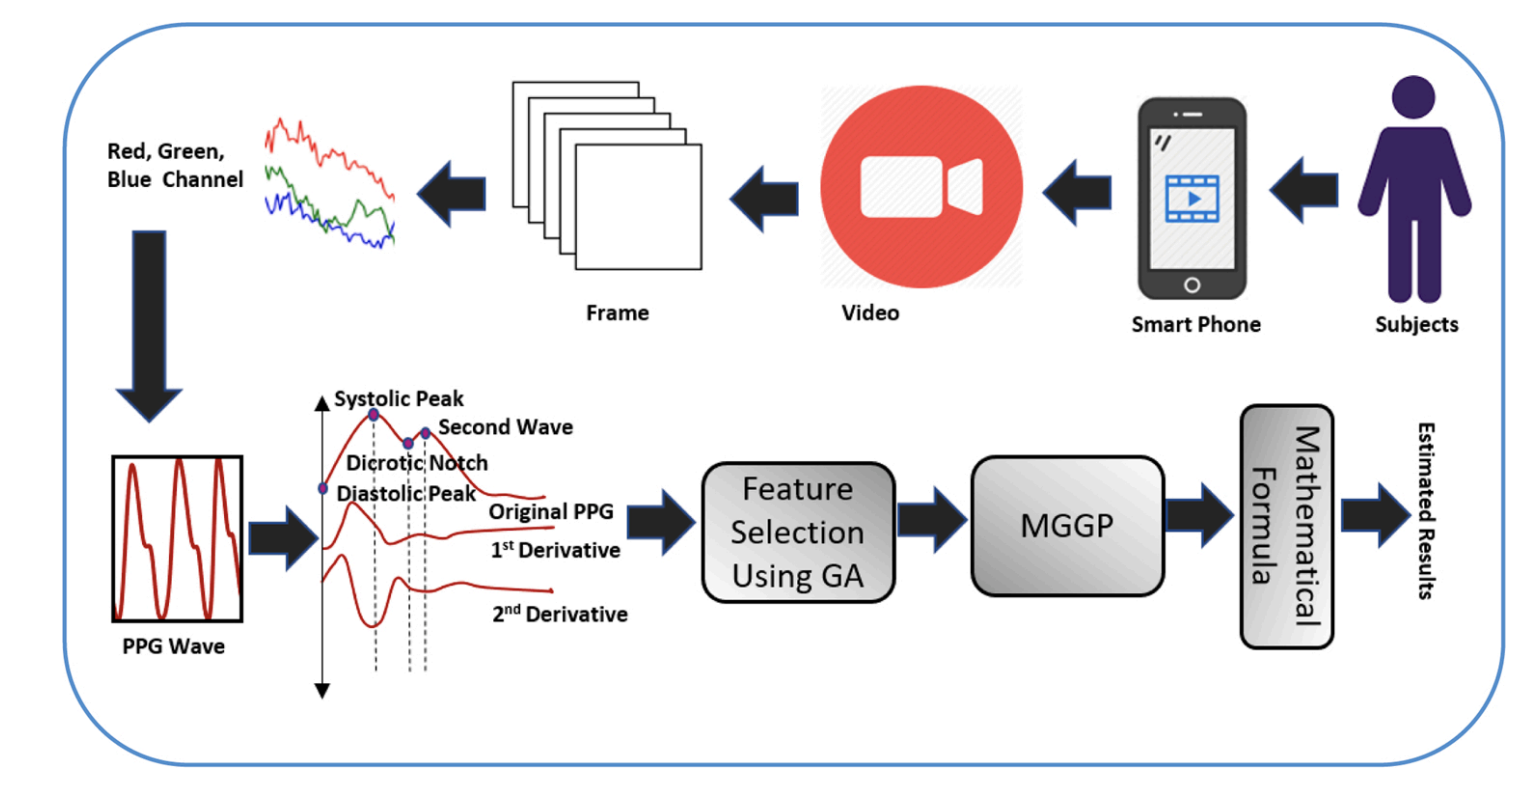 Red, Green,
Blue Channel
Frame
Video
Smart Phone
Subjects
Systolic Peak
Second Wave
Dicrotic Notch
Diastolic Peak
Original PPG
1st Derivative
2nd Derivative
PPG Wave
Feature
Selection
Using GA
MGGP
Mathematical
Formula
Estimated Results